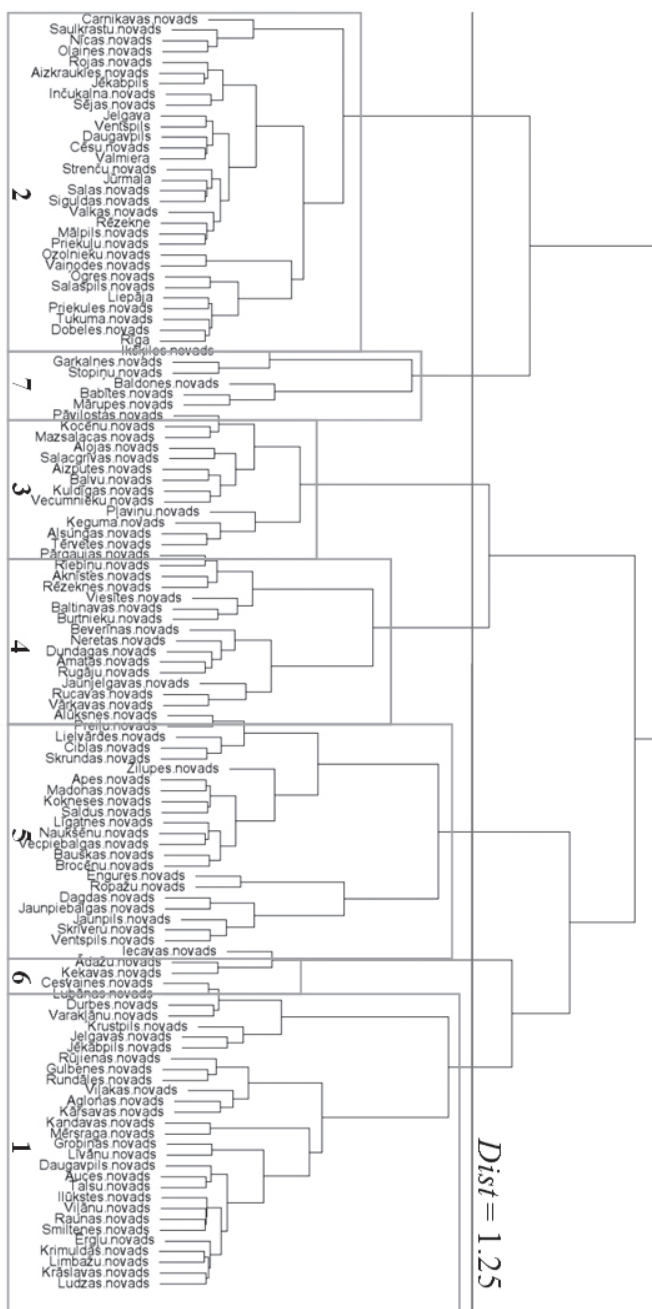 Carnikavas.novads
Saulkrastu.novads
Nīcas.novads
Olaines.novads
Rojas.novads
Aizkraukles.novads
Jēkabpils
Inčukalna.novads
Sējas.novads
Jelgava
Ventspils
Daugavpils
Cēsu.novads
Valmiera
Strenču.novads
Jūrmala
Salas.novads
Siguldas.novads
Valkas.novads
Rēzekne
Mālpils.novads
Priekuļu.novads
Ozolnieku.novads
Vaiņodes.novads
Ogres.novads
Salaspils.novads
Liepāja
Priekules.novads
Tukuma.novads
Dobeles.novads
Rīga
2
Ikšķiles.novads
Garkalnes.novads
Stopiņu.novads
Baldones.novads
Babītes.novads
Mārupes.novads
7
Pāvilostas.novads
Kocēnu.novads
Mazsalacas.novads
Alojas.novads
Salacgrīvas.novads
Aizputes.novads
Balvu.novads
Kuldīgas.novads
Vecumnieku.novads
Pļaviņu.novads
Ķeguma.novads
Alsungas.novads
Tērvetes.novads
3
Pārgaujas.novads
Riebiņu.novads
Aknīstes.novads
Rēzeknes.novads
Viesītes.novads
Baltinavas.novads
Burtnieku.novads
Beverīnas.novads
Neretas.novads
Dundagas.novads
Amatas.novads
Rugāju.novads
Jaunjelgavas.novads
Rucavas.novads
Vārkavas.novads
4
Alūksnes.novads
Preiļu.novads
Lielvārdes.novads
Ciblas.novads
Skrundas.novads
Zilupes.novads
Apes.novads
Madonas.novads
Kokneses.novads
Saldus.novads
Līgatnes.novads
Naukšēnu.novads
Vecpiebalgas.novads
Bauskas.novads
Brocēnu.novads
Engures.novads
Ropažu.novads
Dagdas.novads
Jaunpiebalgas.novads
Jaunpils.novads
Skrīveru.novads
Ventspils.novads
5
Iecavas.novads
Ādažu.novads
Ķekavas.novads
Cesvaines.novads
6
Lubānas.novads
Durbes.novads
Varakļānu.novads
Krustpils.novads
Jelgavas.novads
Jēkabpils.novads
Rūjienas.novads
Gulbenes.novads
Rundāles.novads
Viļakas.novads
Aglonas.novads
Kārsavas.novads
Kandavas.novads
Mērsraga.novads
Grobiņas.novads
Līvānu.novads
Daugavpils.novads
Auces.novads
Talsu.novads
Ilūkstes.novads
Viļānu.novads
Raunas.novads
Smiltenes.novads
Ērgļu.novads
Krimuldas.novads
Limbažu.novads
Krāslavas.novads
Ludzas.novads
1
Dist = 1.25